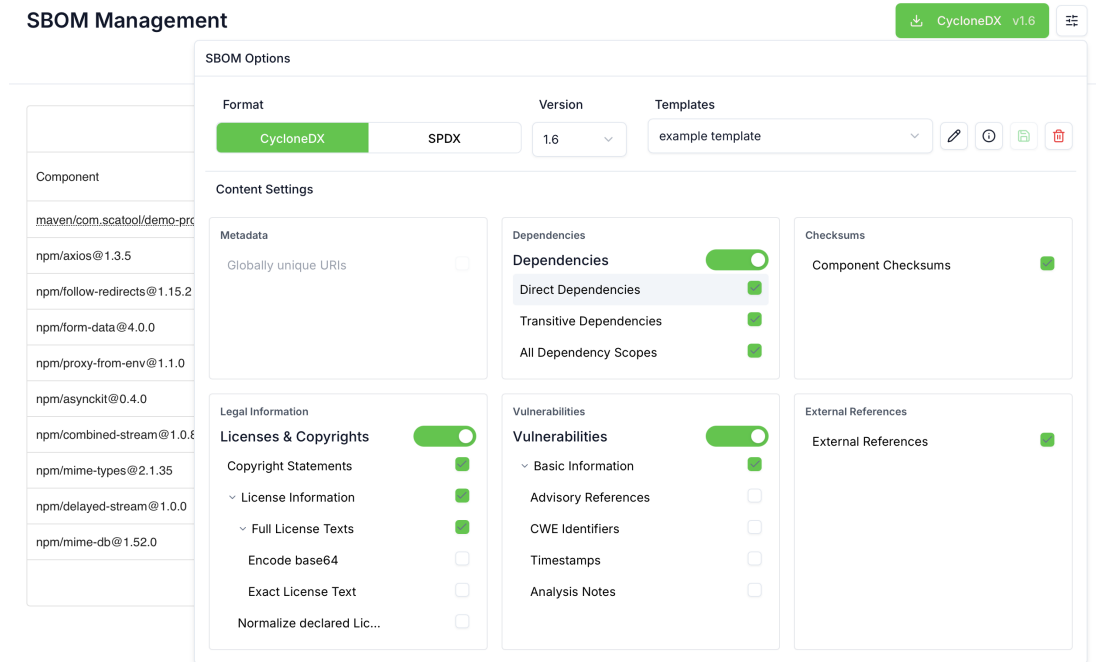 SBOM Management
CycloneDX v1.6
SBOM Options
Format
Version
Templates
CycloneDX
SPDX
1.6
example template
Content Settings
Component
maven/com.scatool/demo-pro
npm/axios@1.3.5
npm/follow-redirects@1.15.2
npm/form-data@4.0.0
npm/proxy-from-env@1.1.0
npm/asynckit@0.4.0
npm/combined-stream@1.0.8
npm/mime-types@2.1.35
npm/delayed-stream@1.0.0
npm/mime-db@1.52.0
Metadata
Globally unique URIs
Dependencies
Dependencies
Direct Dependencies
Transitive Dependencies
All Dependency Scopes
Checksums
Component Checksums
Legal Information
Licenses & Copyrights
Copyright Statements
License Information
Full License Texts
Encode base64
Exact License Text
Normalize declared Lic...
Vulnerabilities
Vulnerabilities
Basic Information
Advisory References
CWE Identifiers
Timestamps
Analysis Notes
External References
External References